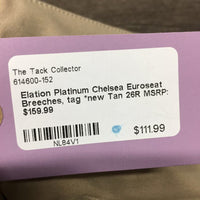 The Tack Collector
614600-152
Elation Platinum Chelsea Euroseat
Breeches, tag *new Tan 26R MSRP:
$159.99
$111.99
NL84V1